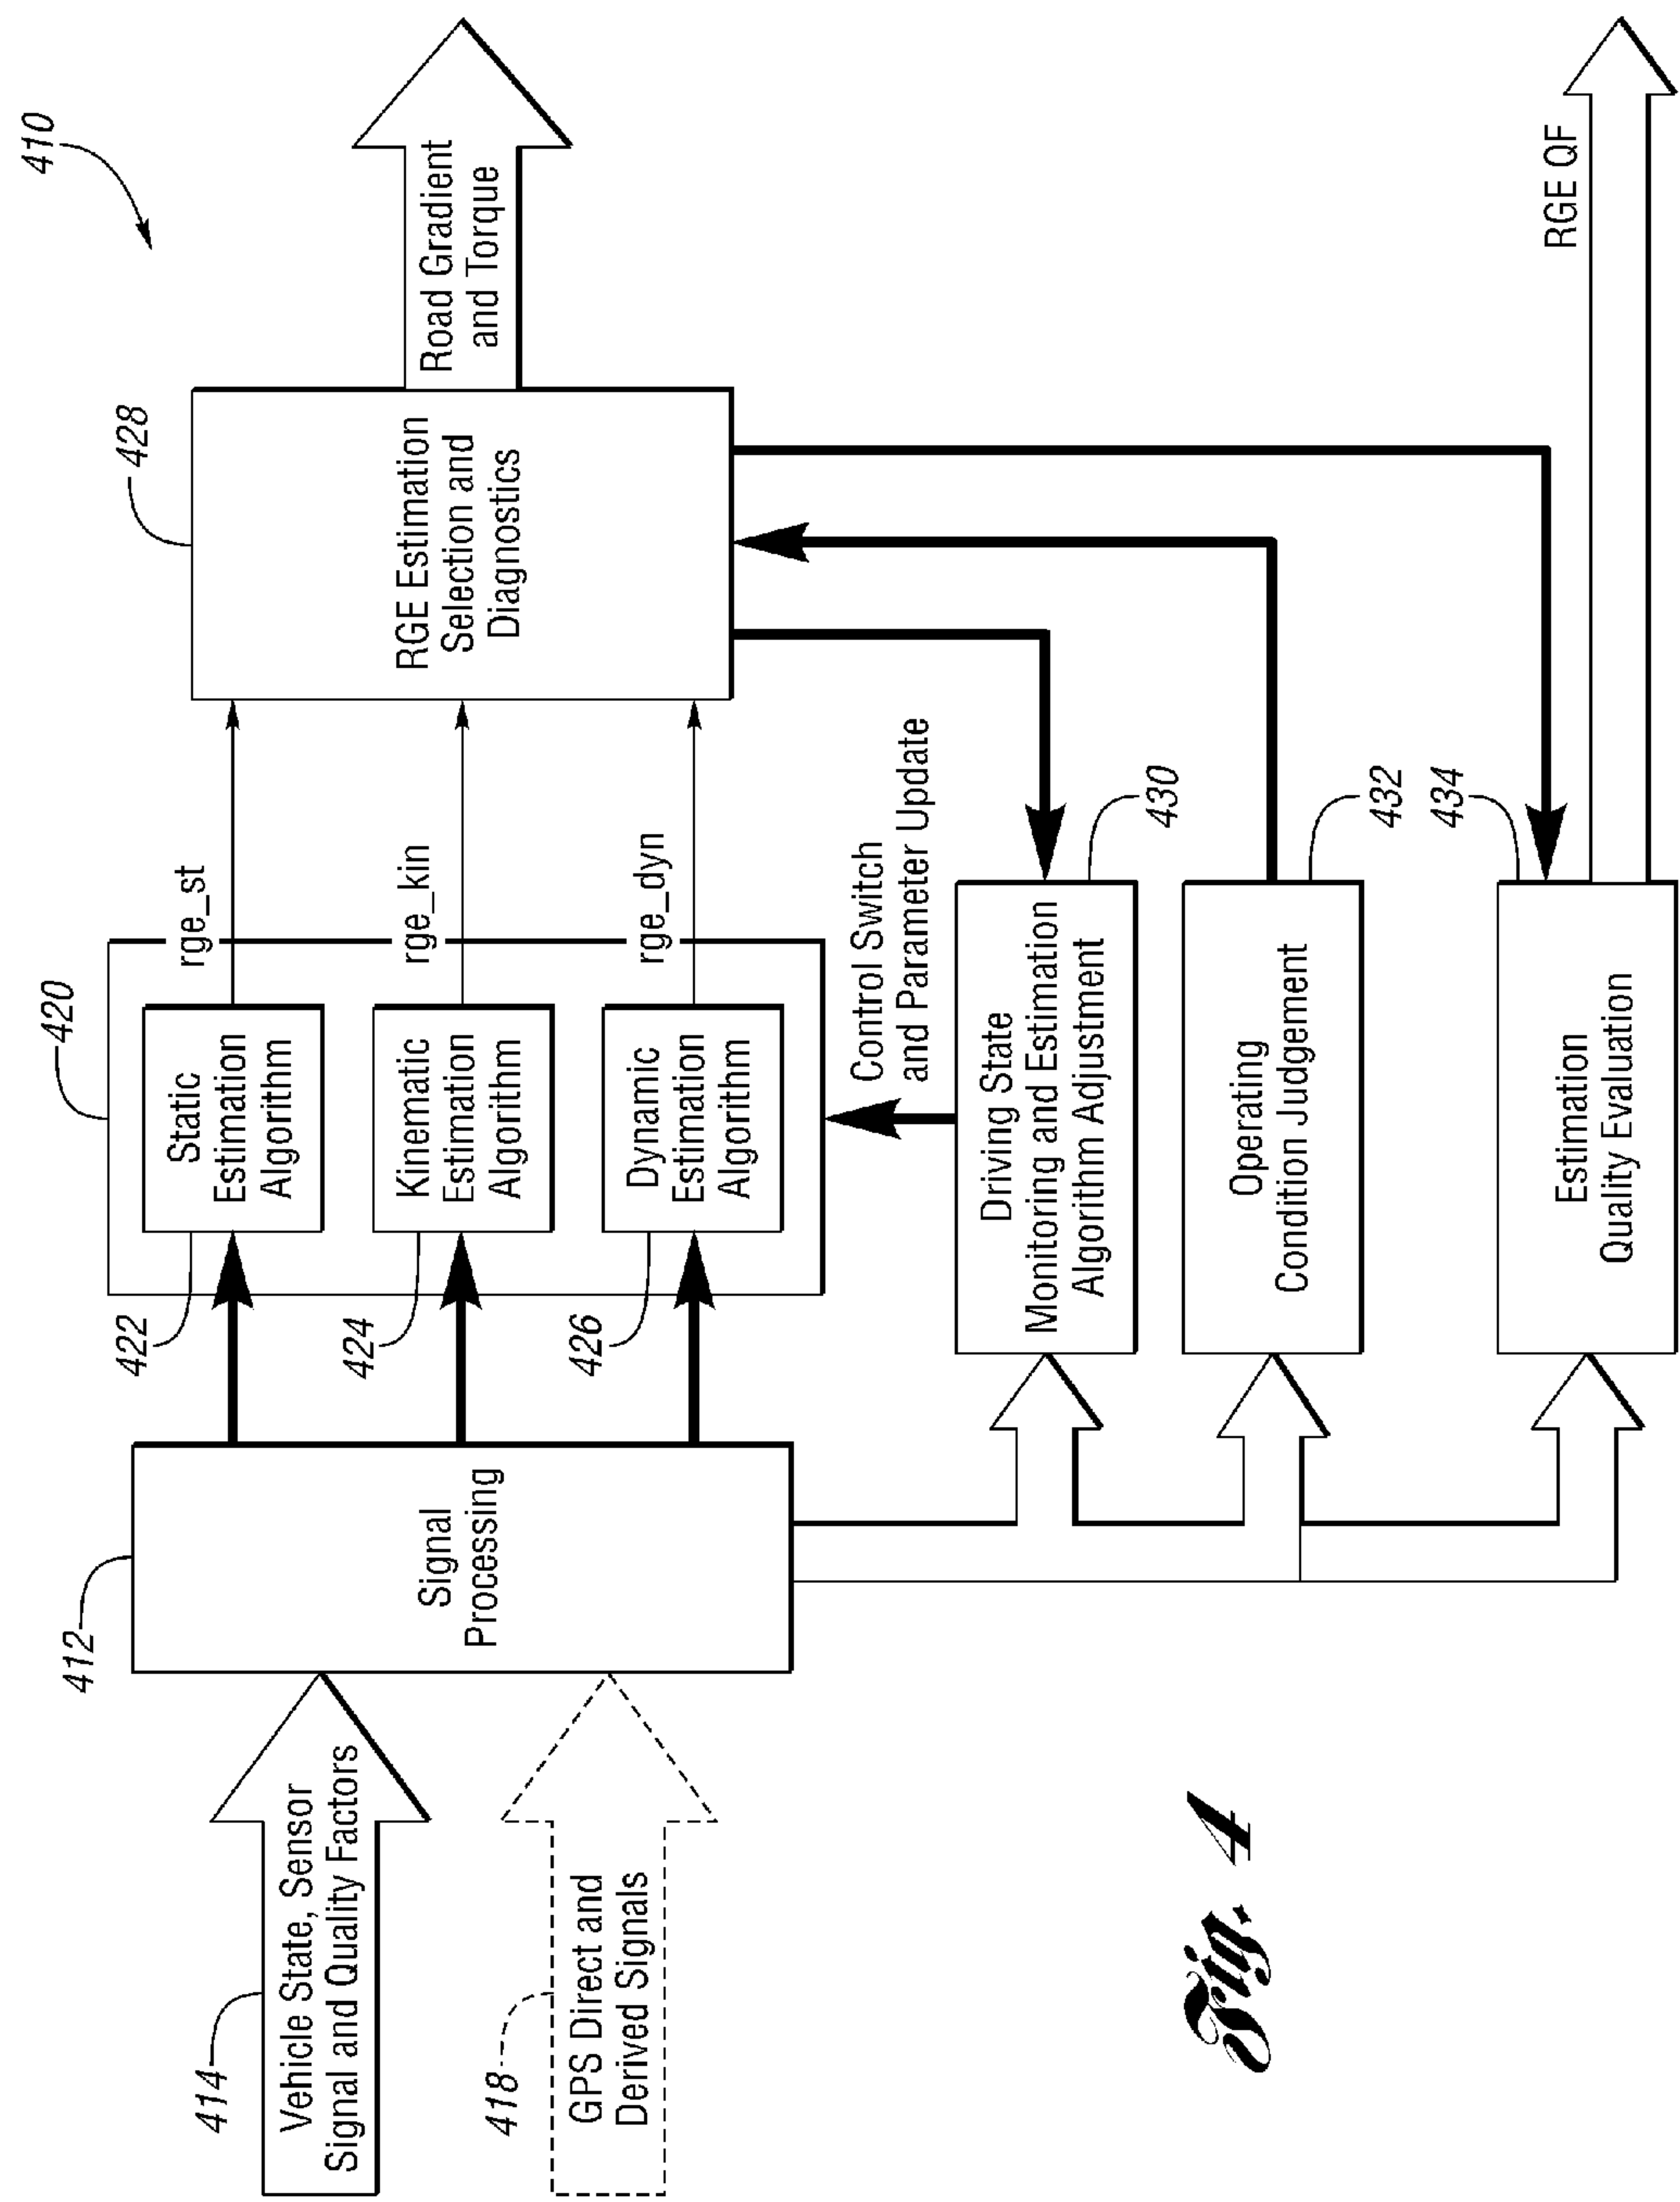 410
414
Vehicle State, Sensor
Signal and Quality Factors
418
GPS Direct and
Derived Signals
412
Signal
Processing
420
422
Static
Estimation
Algorithm
424
Kinematic
Estimation
Algorithm
426
Dynamic
Estimation
Algorithm
rge_st
rge_kin
rge_dyn
428
RGE Estimation
Selection and
Diagnostics
Road Gradient
and Torque
Control Switch
and Parameter Update
430
Driving State
Monitoring and Estimation
Algorithm Adjustment
432
Operating
Condition Judgement
434
Estimation
Quality Evaluation
RGE QF
Fig. 4